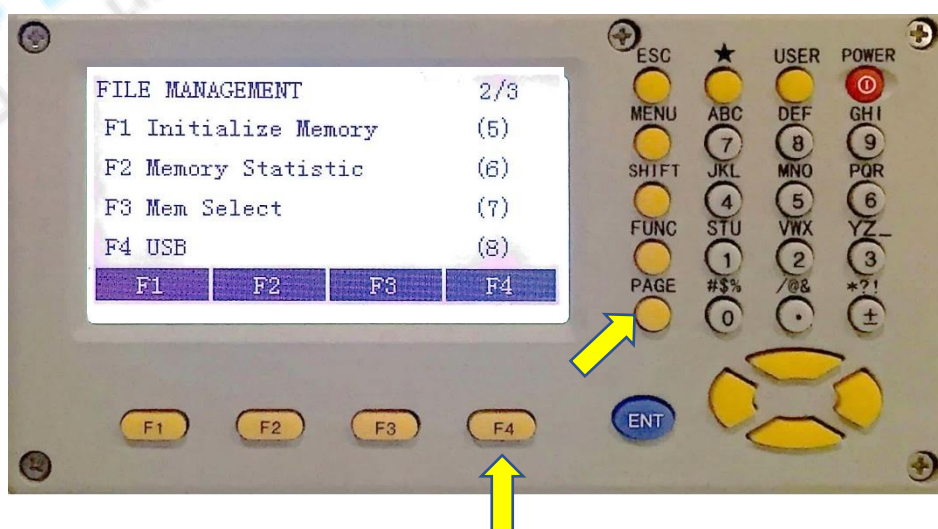 FILE MANAGEMENT 2/3
F1 Initialize Memory (5)
F2 Memory Statistic (6)
F3 Mem Select (7)
F4 USB (8)
F1 F2 F3 F4
ESC ★ USER POWER
MENU ABC DEF GHI
7 8 9
SHIFT JKL MNO PQR
4 5 6
FUNC STU VWX YZ_
1 2 3
PAGE #$% /@& *?!
0 . ±
F1 F2 F3 F4 ENT